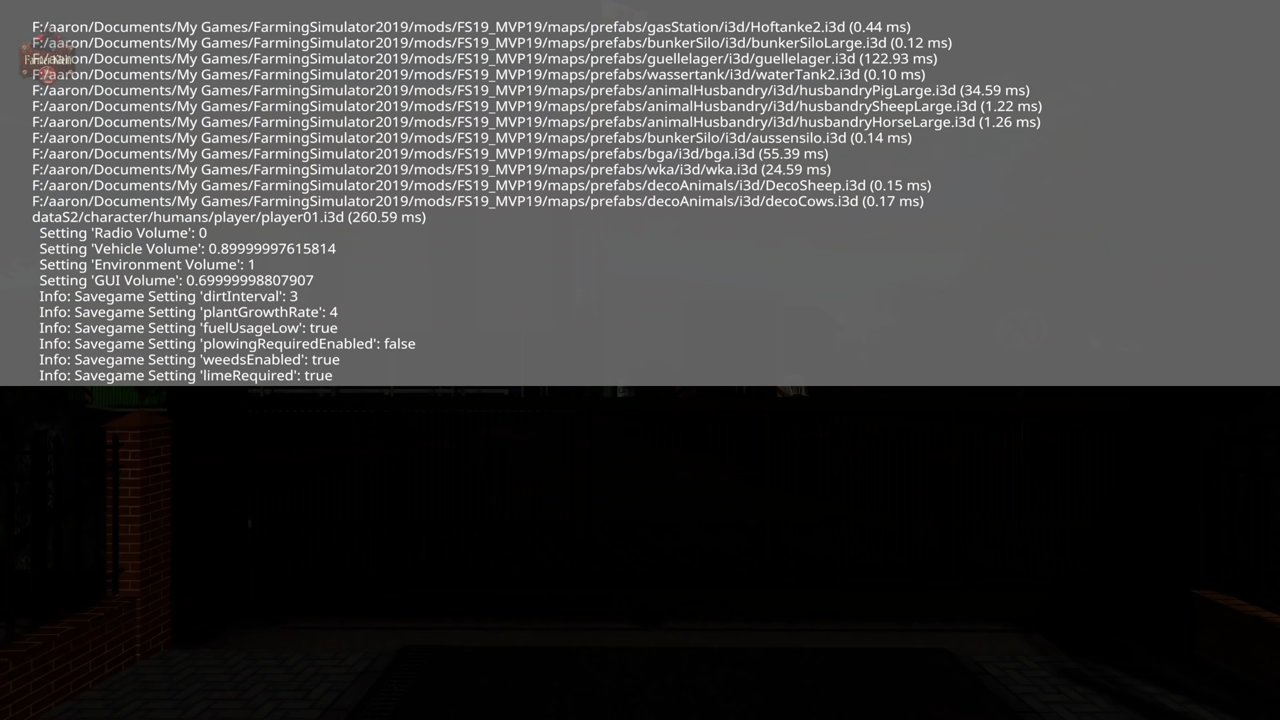 F:/aaron/Documents/My Games/FarmingSimulator2019/mods/FS19_MVP19/maps/prefabs/gasStation/i3d/Hoftanke2.i3d (0.44 ms)
F:/aaron/Documents/My Games/FarmingSimulator2019/mods/FS19_MVP19/maps/prefabs/bunkerSilo/i3d/bunkerSiloLarge.i3d (0.12 ms)
F:/aaron/Documents/My Games/FarmingSimulator2019/mods/FS19_MVP19/maps/prefabs/guellelager/i3d/guellelager.i3d (122.93 ms)
F:/aaron/Documents/My Games/FarmingSimulator2019/mods/FS19_MVP19/maps/prefabs/wassertank/i3d/waterTank2.i3d (0.10 ms)
F:/aaron/Documents/My Games/FarmingSimulator2019/mods/FS19_MVP19/maps/prefabs/animalHusbandry/i3d/husbandryPigLarge.i3d (34.59 ms)
F:/aaron/Documents/My Games/FarmingSimulator2019/mods/FS19_MVP19/maps/prefabs/animalHusbandry/i3d/husbandrySheepLarge.i3d (1.22 ms)
F:/aaron/Documents/My Games/FarmingSimulator2019/mods/FS19_MVP19/maps/prefabs/animalHusbandry/i3d/husbandryHorseLarge.i3d (1.26 ms)
F:/aaron/Documents/My Games/FarmingSimulator2019/mods/FS19_MVP19/maps/prefabs/bunkerSilo/i3d/aussensilo.i3d (0.14 ms)
F:/aaron/Documents/My Games/FarmingSimulator2019/mods/FS19_MVP19/maps/prefabs/bga/i3d/bga.i3d (55.39 ms)
F:/aaron/Documents/My Games/FarmingSimulator2019/mods/FS19_MVP19/maps/prefabs/wka/i3d/wka.i3d (24.59 ms)
F:/aaron/Documents/My Games/FarmingSimulator2019/mods/FS19_MVP19/maps/prefabs/decoAnimals/i3d/DecoSheep.i3d (0.15 ms)
F:/aaron/Documents/My Games/FarmingSimulator2019/mods/FS19_MVP19/maps/prefabs/decoAnimals/i3d/decoCows.i3d (0.17 ms)
dataS2/character/humans/player/player01.i3d (260.59 ms)
Setting 'Radio Volume': 0
Setting 'Vehicle Volume': 0.89999997615814
Setting 'Environment Volume': 1
Setting 'GUI Volume': 0.69999998807907
Info: Savegame Setting 'dirtInterval': 3
Info: Savegame Setting 'plantGrowthRate': 4
Info: Savegame Setting 'fuelUsageLow': true
Info: Savegame Setting 'plowingRequiredEnabled': false
Info: Savegame Setting 'weedsEnabled': true
Info: Savegame Setting 'limeRequired': true